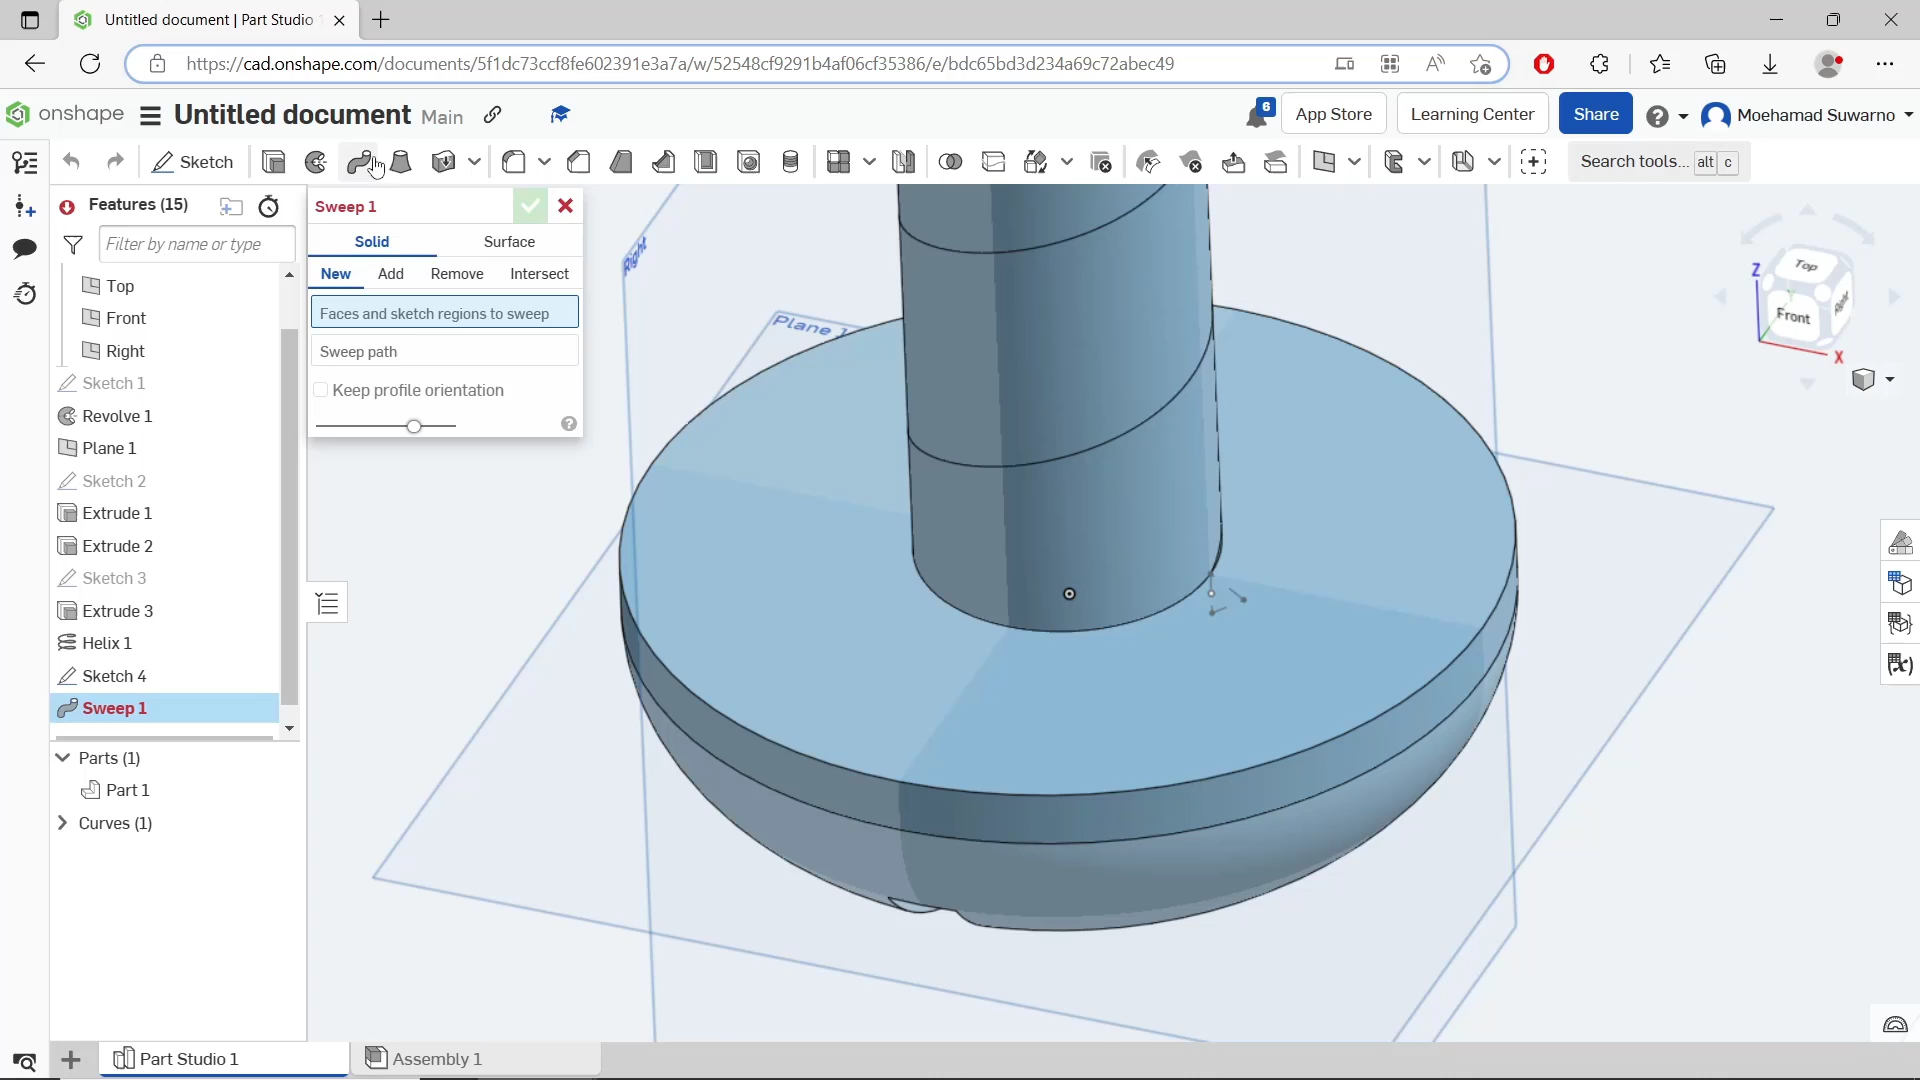 Untitled document | Part Studio 1
https://cad.onshape.com/documents/5f1dc73ccf8fe602391e3a7a/w/52548cf9291b4af06cf35386/e/bdc65bd3d234a69c72abec49
onshape
Untitled document
Main
6
App Store
Learning Center
Share
Moehamad Suwarno
Sketch
Search tools...
alt
c
Features (15)
Filter by name or type
Top
Front
Right
Sketch 1
Revolve 1
Plane 1
Sketch 2
Extrude 1
Extrude 2
Sketch 3
Extrude 3
Helix 1
Sketch 4
Sweep 1
Parts (1)
Part 1
Curves (1)
Sweep 1
Solid
Surface
New
Add
Remove
Intersect
Faces and sketch regions to sweep
Sweep path
Keep profile orientation
Right
Plane 1
Top
Front
Right
Z
Y
X
(x)
Part Studio 1
Assembly 1